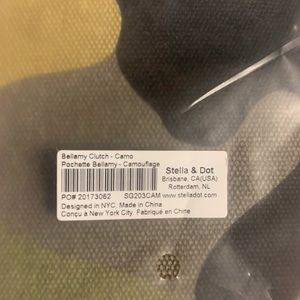 Bellamy Clutch - Camo
Pochette Bellamy - Camouflage
Stella & Dot
Brisbane, CA(USA),
Rotterdam, NL
PO# 20173062 SG203CAM www.stelladot.com
Designed in NYC. Made in China
Conçu à New York City. Fabriqué en Chine